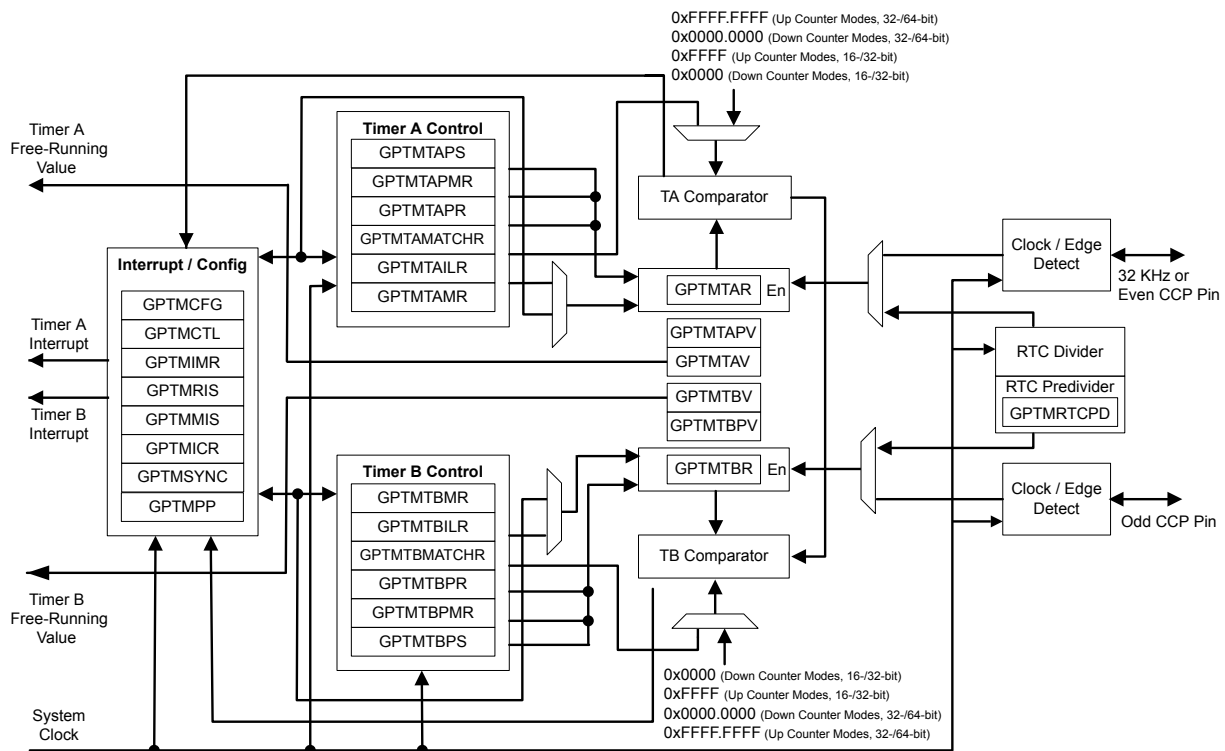 0xFFFF.FFFF (Up Counter Modes, 32-/64-bit)
0x0000.0000 (Down Counter Modes, 32-/64-bit)
0xFFFF (Up Counter Modes, 16-/32-bit)
0x0000 (Down Counter Modes, 16-/32-bit)
Timer A
Free-Running
Value
Timer A Control
GPTMTAPS
GPTMTAPMR
GPTMTAPR
GPTMTAMATCHR
GPTMTAILR
GPTMTAMR
TA Comparator
Clock / Edge
Detect
32 KHz or
Even CCP Pin
Interrupt / Config
GPTMCFG
GPTMCTL
GPTMIMR
GPTMRIS
GPTMMIS
GPTMICR
GPTMSYNC
GPTMPP
GPTMTAR
En
Timer A
Interrupt
GPTMTAPV
GPTMTAV
RTC Divider
RTC Predivider
GPTMRTCPD
Timer B
Interrupt
GPTMTBV
GPTMTBPV
Timer B Control
GPTMTBMR
GPTMTBILR
GPTMTBMATCHR
GPTMTBPR
GPTMTBPMR
GPTMTBPS
GPTMTBR
En
Clock / Edge
Detect
Odd CCP Pin
TB Comparator
Timer B
Free-Running
Value
0x0000 (Down Counter Modes, 16-/32-bit)
0xFFFF (Up Counter Modes, 16-/32-bit)
0x0000.0000 (Down Counter Modes, 32-/64-bit)
0xFFFF.FFFF (Up Counter Modes, 32-/64-bit)
System
Clock